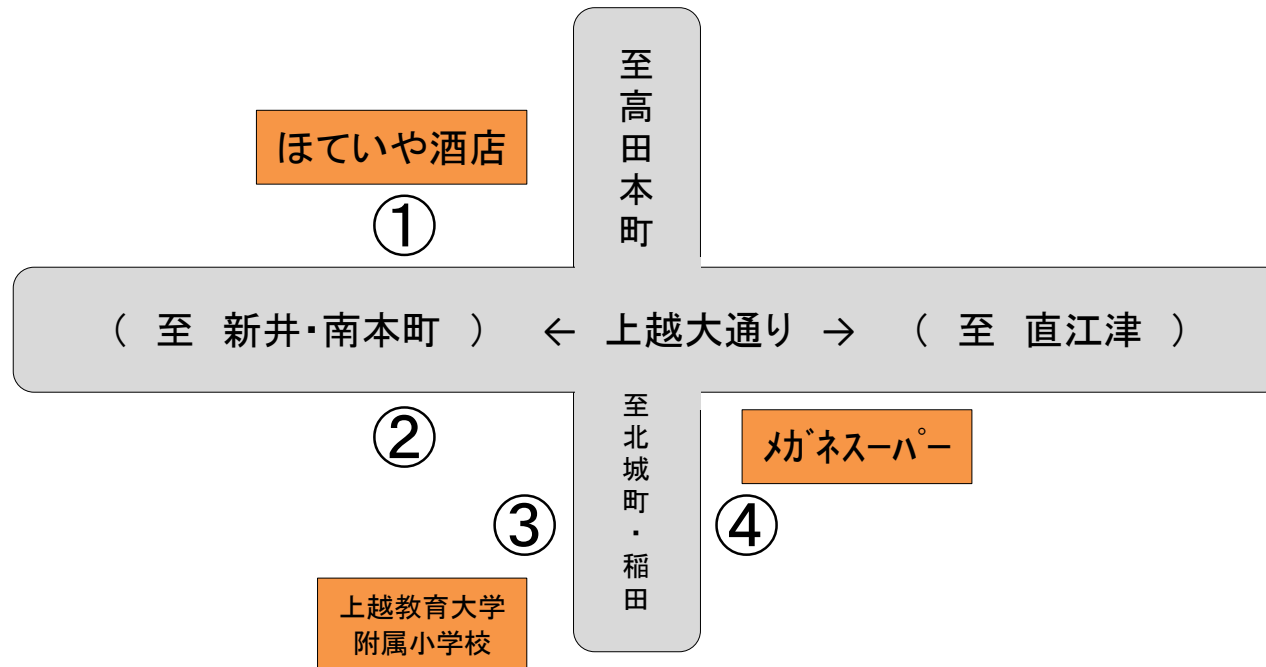 至高田本町
ほていや酒店
①
( 至 新井・南本町 ) ← 上越大通り → ( 至 直江津 )
②
至北城町・稲田
メガネスーパー
③
④
上越教育大学
附属小学校